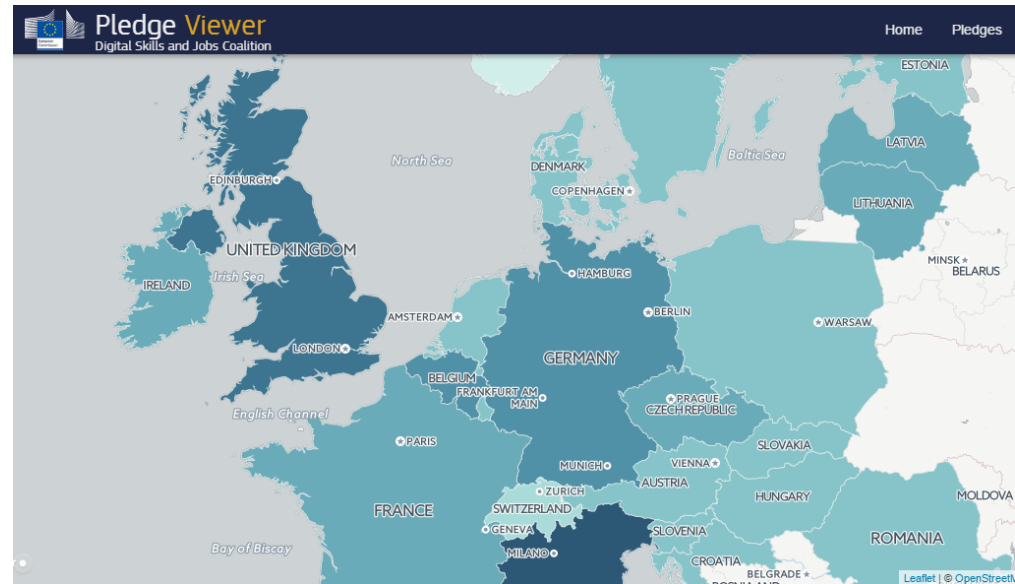 Pledge Viewer
Digital Skills and Jobs Coalition
Home
Pledges
ESTONIA
LATVIA
North Sea
Baltic Sea
DENMARK
COPENHAGEN
EDINBURGH
LITHUANIA
UNITED KINGDOM
MINSK
BELARUS
Irish Sea
HAMBURG
IRELAND
AMSTERDAM
BERLIN
WARSAW
LONDON
GERMANY
BELGIUM
FRANKFURT AM
MAIN
PRAGUE
CZECH REPUBLIC
English Channel
PARIS
SLOVAKIA
MUNICH
VIENNA
AUSTRIA
ZURICH
HUNGARY
MOLDOVA
FRANCE
SWITZERLAND
GENEVA
SLOVENIA
ROMANIA
Bay of Biscay
MILANO
CROATIA
BELGRADE
Leaflet | © OpenStreetM